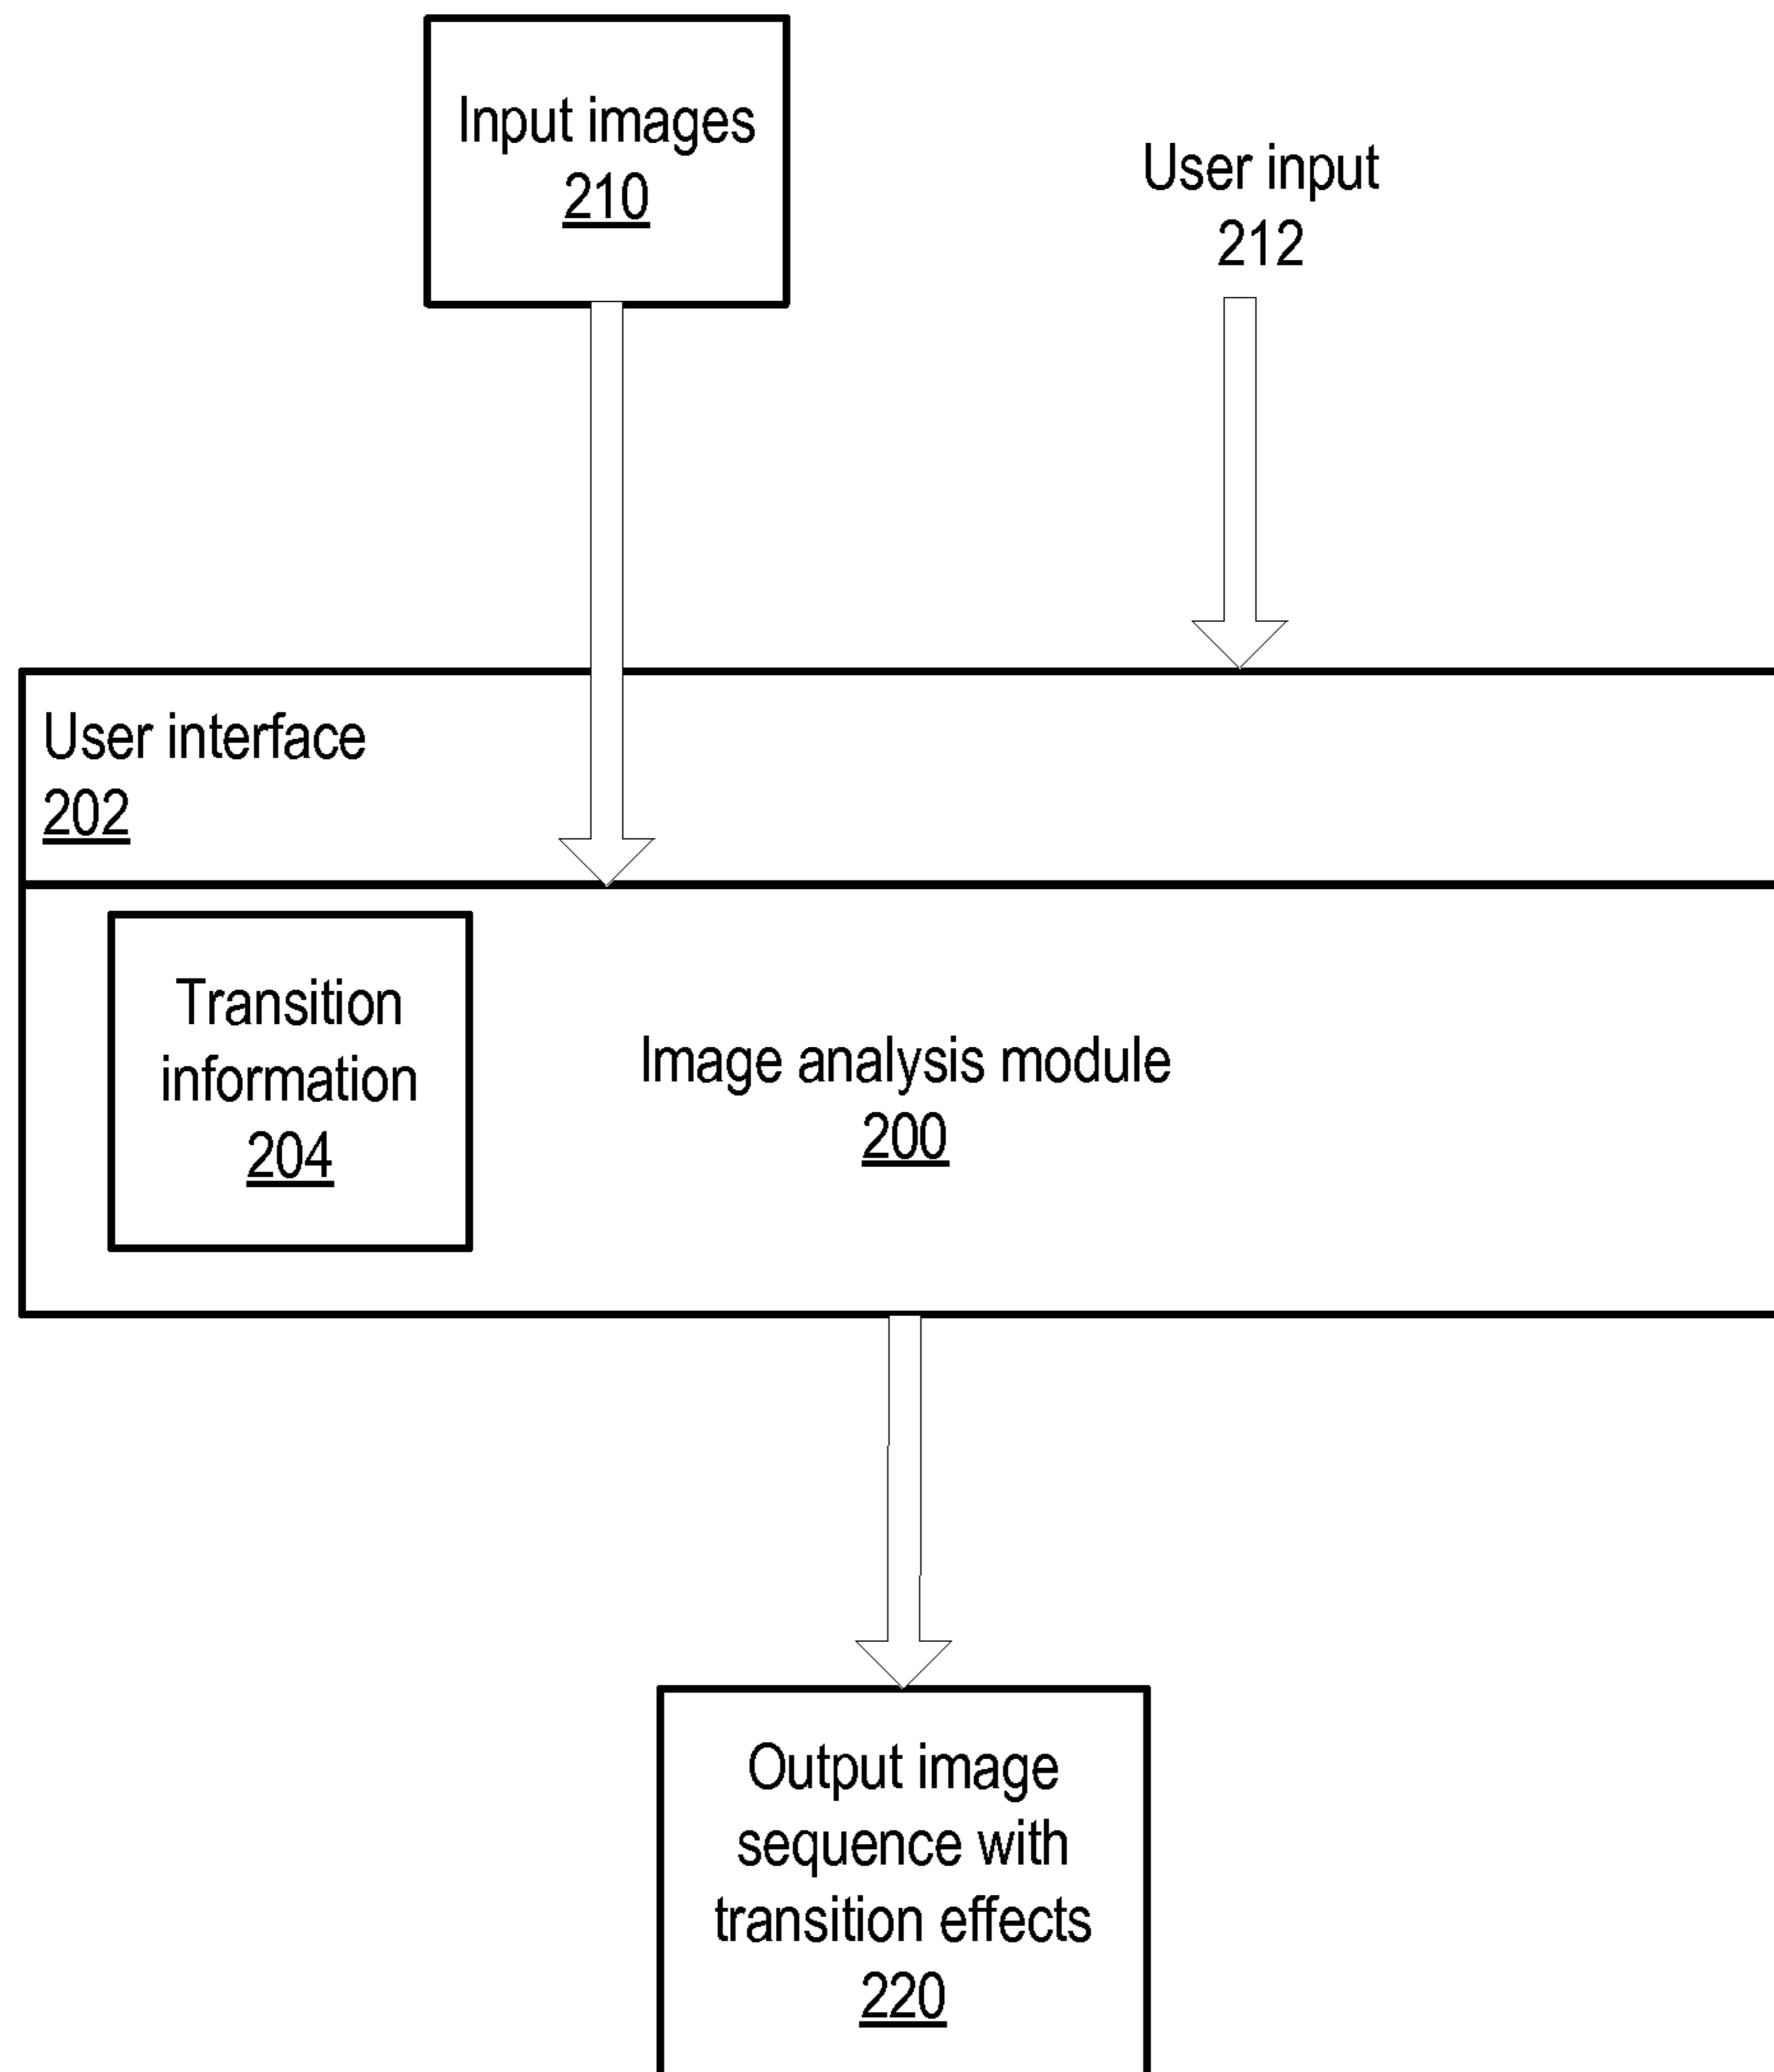 Input images
210
User input
212
User interface
202
Transition
information
204
Image analysis module
200
Output image
sequence with
transition effects
220